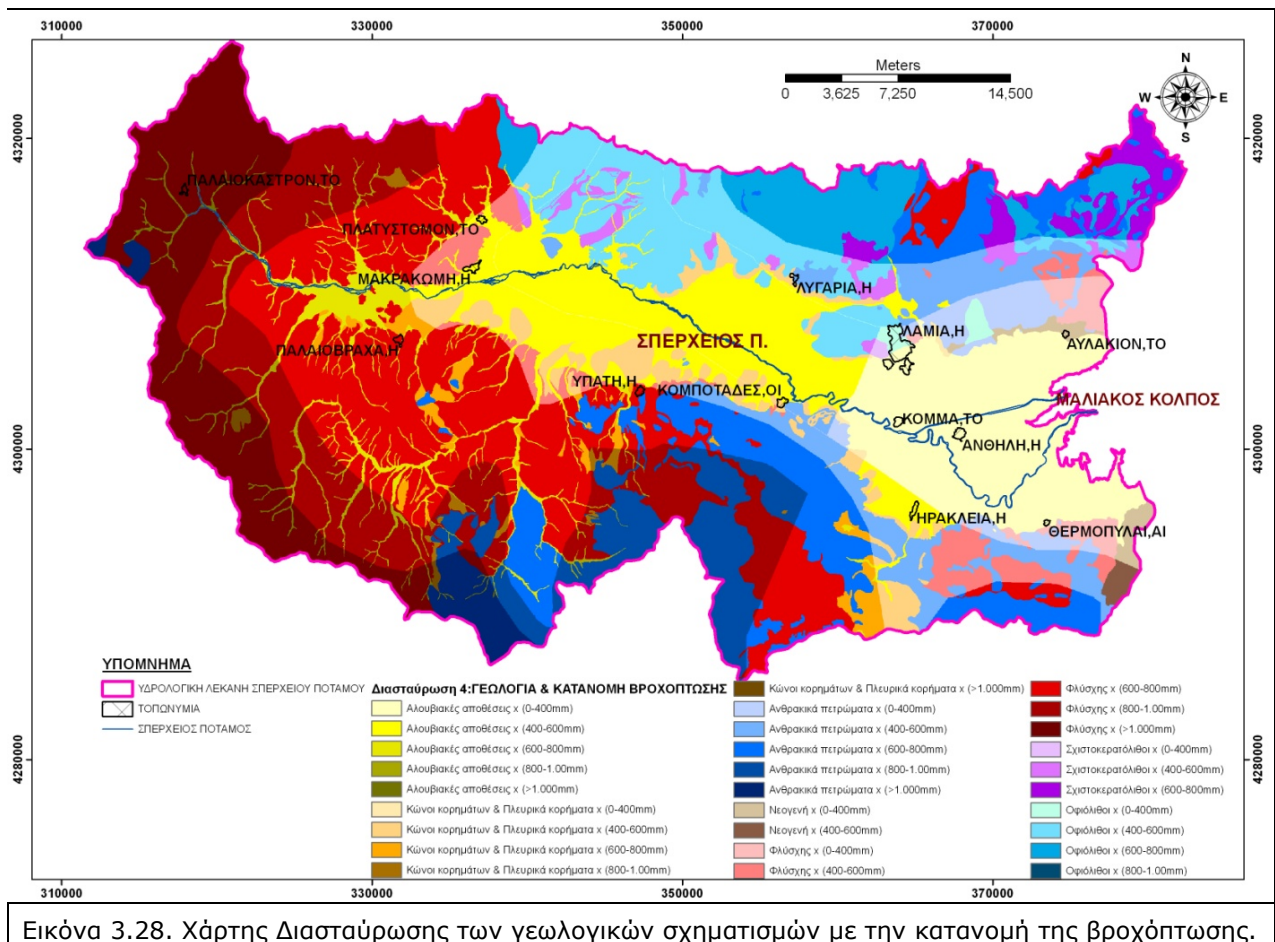 310000 330000 350000 370000
Meters
0 3,625 7,250 14,500
N
W E
S
4320000 4320000
ΠΑΛΑΙΟΚΑΣΤΡΟΝ,ΤΟ
ΠΛΑΤΥΣΤΟΜΟΝ,ΤΟ
ΜΑΚΡΑΚΩΜΗ,Η
ΛΥΓΑΡΙΑ,Η
ΛΑΜΙΑ,Η
ΣΠΕΡΧΕΙΟΣ Π.
ΑΥΛΑΚΙΟΝ,ΤΟ
ΠΑΛΑΙΟΒΡΑΧΑ,Η
ΥΠΑΤΗ,Η
ΚΟΜΠΟΤΑΔΕΣ,ΟΙ
ΜΑΛΙΑΚΟΣ ΚΟΛΠΟΣ
ΚΟΜΜΑ,ΤΟ
ΑΝΘΗΛΗ,Η
4300000 4300000
ΗΡΑΚΛΕΙΑ,Η
ΘΕΡΜΟΠΥΛΑΙ,ΑΙ
ΥΠΟΜΝΗΜΑ
ΥΔΡΟΛΟΓΙΚΗ ΛΕΚΑΝΗ ΣΠΕΡΧΕΙΟΥ ΠΟΤΑΜΟΥ
ΤΟΠΩΝΥΜΙΑ
ΣΠΕΡΧΕΙΟΣ ΠΟΤΑΜΟΣ
Διασταύρωση 4:ΓΕΩΛΟΓΙΑ & ΚΑΤΑΝΟΜΗ ΒΡΟΧΟΠΤΩΣΗΣ
Αλουβιακές αποθέσεις x (0-400mm)
Αλουβιακές αποθέσεις x (400-600mm)
Αλουβιακές αποθέσεις x (600-800mm)
Αλουβιακές αποθέσεις x (800-1.00mm)
Αλουβιακές αποθέσεις x (>1.000mm)
Κώνοι κορημάτων & Πλευρικά κορήματα x (0-400mm)
Κώνοι κορημάτων & Πλευρικά κορήματα x (400-600mm)
Κώνοι κορημάτων & Πλευρικά κορήματα x (600-800mm)
Κώνοι κορημάτων & Πλευρικά κορήματα x (800-1.00mm)
Κώνοι κορημάτων & Πλευρικά κορήματα x (>1.000mm)
Ανθρακικά πετρώματα x (0-400mm)
Ανθρακικά πετρώματα x (400-600mm)
Ανθρακικά πετρώματα x (600-800mm)
Ανθρακικά πετρώματα x (800-1.00mm)
Ανθρακικά πετρώματα x (>1.000mm)
Νεογενή x (0-400mm)
Νεογενή x (400-600mm)
Φλύσχης x (0-400mm)
Φλύσχης x (400-600mm)
Φλύσχης x (600-800mm)
Φλύσχης x (800-1.00mm)
Φλύσχης x (>1.000mm)
Σχιστοκερατόλιθοι x (0-400mm)
Σχιστοκερατόλιθοι x (400-600mm)
Σχιστοκερατόλιθοι x (600-800mm)
Οφιόλιθοι x (0-400mm)
Οφιόλιθοι x (400-600mm)
Οφιόλιθοι x (600-800mm)
Οφιόλιθοι x (800-1.00mm)
4280000 4280000
310000 330000 350000 370000
Εικόνα 3.28. Χάρτης Διασταύρωσης των γεωλογικών σχηματισμών με την κατανομή της βροχόπτωσης.